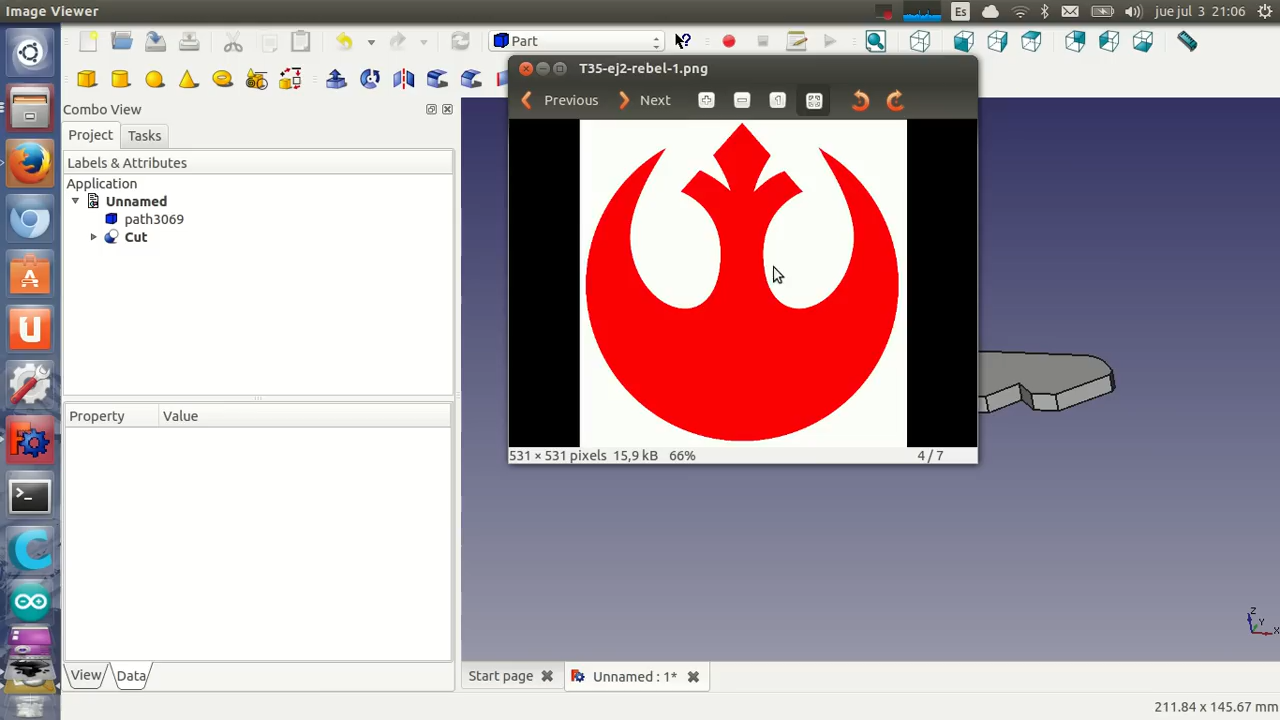 Image Viewer
Es
jue jul 3 21:06
Part
T35-ej2-rebel-1.png
Previous
Next
Combo View
Project
Tasks
Labels & Attributes
Application
Unnamed
path3069
Cut
Property
Value
531 × 531 pixels 15,9 kB 66%
4 / 7
View
Data
Start page
Unnamed : 1*
211.84 x 145.67 mm
Z
Y
X